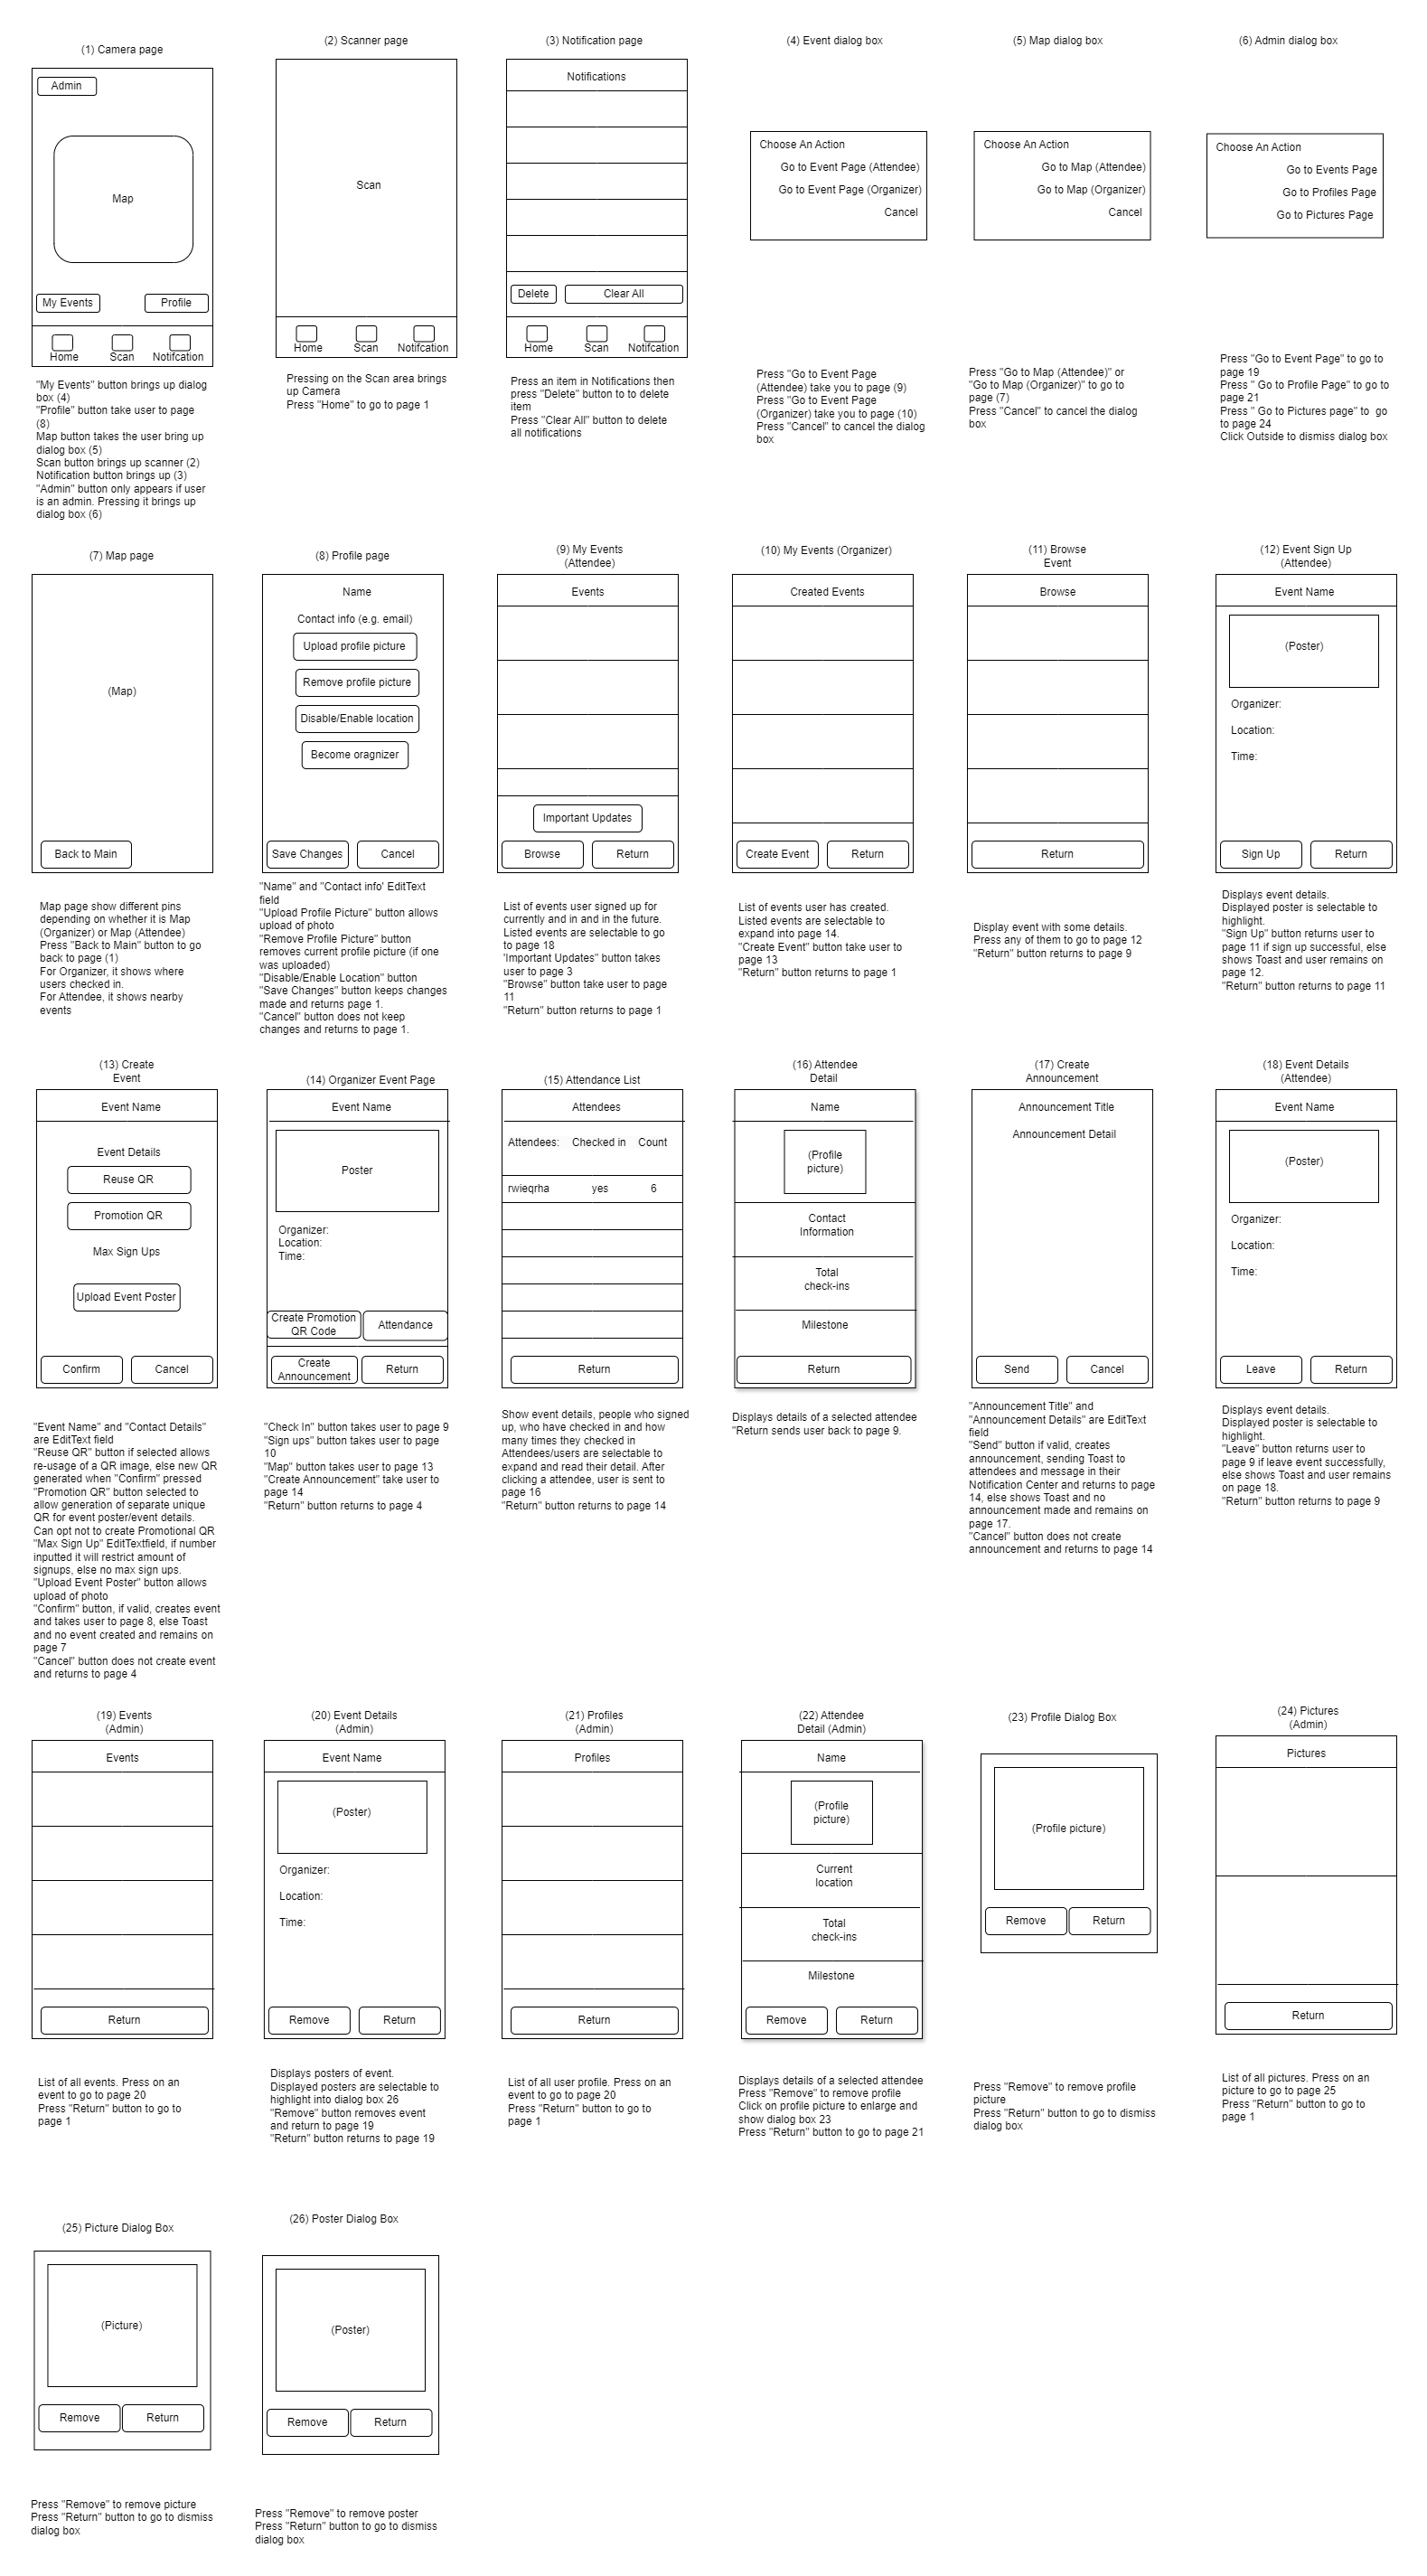 (1) Camera page
Admin
Map
My Events
Profile
Home
Scan
Notifcation
"My Events" button brings up dialog
box (4)
"Profile" button take user to page
(8)
Map button takes the user bring up
dialog box (5)
Scan button brings up scanner (2)
Notification button brings up (3)
"Admin" button only appears if user
is an admin. Pressing it brings up
dialog box (6)
(2) Scanner page
Scan
Home
Scan
Notifcation
Pressing on the Scan area brings
up Camera
Press "Home" to go to page 1
(3) Notification page
Notifications
Delete
Clear All
Home
Scan
Notifcation
Press an item in Notifications then
press "Delete" button to to delete
item
Press "Clear All" button to delete
all notifications
(4) Event dialog box
Choose An Action
Go to Event Page (Attendee)
Go to Event Page (Organizer)
Cancel
Press "Go to Event Page
(Attendee) take you to page (9)
Press "Go to Event Page
(Organizer) take you to page (10)
Press "Cancel" to cancel the dialog
box
(5) Map dialog box
Choose An Action
Go to Map (Attendee)
Go to Map (Organizer)
Cancel
Press "Go to Map (Attendee)" or
"Go to Map (Organizer)" to go to
page (7)
Press "Cancel" to cancel the dialog
box
(6) Admin dialog box
Choose An Action
Go to Events Page
Go to Profiles Page
Go to Pictures Page
Press "Go to Event Page" to go to
page 19
Press " Go to Profile Page" to go to
page 21
Press " Go to Pictures page" to  go
to page 24
Click Outside to dismiss dialog box
(7) Map page
(Map)
Back to Main
Map page show different pins
depending on whether it is Map
(Organizer) or Map (Attendee)
Press "Back to Main" button to go
back to page (1)
For Organizer, it shows where
users checked in.
For Attendee, it shows nearby
events
(8) Profile page
Name
Contact info (e.g. email)
Upload profile picture
Remove profile picture
Disable/Enable location
Become oragnizer
Save Changes
Cancel
"Name" and "Contact info' EditText
field
"Upload Profile Picture" button allows
upload of photo
"Remove Profile Picture" button
removes current profile picture (if one
was uploaded)
"Disable/Enable Location" button
"Save Changes" button keeps changes
made and returns page 1.
"Cancel" button does not keep
changes and returns to page 1.
(9) My Events
(Attendee)
Events
Important Updates
Browse
Return
List of events user signed up for
currently and in and in the future.
Listed events are selectable to go
to page 18
'Important Updates" button takes
user to page 3
"Browse" button take user to page
11
"Return" button returns to page 1
(10) My Events (Organizer)
Created Events
Create Event
Return
List of events user has created.
Listed events are selectable to
expand into page 14.
"Create Event" button take user to
page 13
"Return" button returns to page 1
(11) Browse
Event
Browse
Return
Display event with some details.
Press any of them to go to page 12
"Return" button returns to page 9
(12) Event Sign Up
(Attendee)
Event Name
(Poster)
Organizer:
Location:
Time:
Sign Up
Return
Displays event details.
Displayed poster is selectable to
highlight.
"Sign Up" button returns user to
page 11 if sign up successful, else
shows Toast and user remains on
page 12.
"Return" button returns to page 11
(13) Create
Event
Event Name
Event Details
Reuse QR
Promotion QR
Max Sign Ups
Upload Event Poster
Confirm
Cancel
"Event Name" and "Contact Details"
are EditText field
"Reuse QR" button if selected allows
re-usage of a QR image, else new QR
generated when "Confirm" pressed
"Promotion QR" button selected to
allow generation of separate unique
QR for event poster/event details.
Can opt not to create Promotional QR
"Max Sign Up" EditTextfield, if number
inputted it will restrict amount of
signups, else no max sign ups.
"Upload Event Poster" button allows
upload of photo
"Confirm" button, if valid, creates event
and takes user to page 8, else Toast
and no event created and remains on
page 7
"Cancel" button does not create event
and returns to page 4
(14) Organizer Event Page
Event Name
Poster
Organizer:
Location:
Time:
Create Promotion
QR Code
Attendance
Create
Announcement
Return
"Check In" button takes user to page 9
"Sign ups" button takes user to page
10
"Map" button takes user to page 13
"Create Announcement" take user to
page 14
"Return" button returns to page 4
(15) Attendance List
Attendees
Attendees:
Checked in
Count
rwieqrha
yes
6
Return
Show event details, people who signed
up, who have checked in and how
many times they checked in
Attendees/users are selectable to
expand and read their detail. After
clicking a attendee, user is sent to
page 16
"Return" button returns to page 14
(16) Attendee
Detail
Name
(Profile
picture)
Contact
Information
Total
check-ins
Milestone
Return
Displays details of a selected attendee
"Return sends user back to page 9.
(17) Create
Announcement
Announcement Title
Announcement Detail
Send
Cancel
"Announcement Title" and
"Announcement Details" are EditText
field
"Send" button if valid, creates
announcement, sending Toast to
attendees and message in their
Notification Center and returns to page
14, else shows Toast and no
announcement made and remains on
page 17.
"Cancel" button does not create
announcement and returns to page 14
(18) Event Details
(Attendee)
Event Name
(Poster)
Organizer:
Location:
Time:
Leave
Return
Displays event details.
Displayed poster is selectable to
highlight.
"Leave" button returns user to
page 9 if leave event successfully,
else shows Toast and user remains
on page 18.
"Return" button returns to page 9
(19) Events
(Admin)
Events
Return
List of all events. Press on an
event to go to page 20
Press "Return" button to go to
page 1
(20) Event Details
(Admin)
Event Name
(Poster)
Organizer:
Location:
Time:
Remove
Return
Displays posters of event.
Displayed posters are selectable to
highlight into dialog box 26
"Remove" button removes event
and return to page 19
"Return" button returns to page 19
(21) Profiles
(Admin)
Profiles
Return
List of all user profile. Press on an
event to go to page 20
Press "Return" button to go to
page 1
(22) Attendee
Detail (Admin)
Name
(Profile
picture)
Current
location
Total
check-ins
Milestone
Remove
Return
Displays details of a selected attendee
Press "Remove" to remove profile
Click on profile picture to enlarge and
show dialog box 23
Press "Return" button to go to page 21
(23) Profile Dialog Box
(Profile picture)
Remove
Return
Press "Remove" to remove profile
picture
Press "Return" button to go to dismiss
dialog box
(24) Pictures
(Admin)
Pictures
Return
List of all pictures. Press on an
picture to go to page 25
Press "Return" button to go to
page 1
(25) Picture Dialog Box
(Picture)
Remove
Return
Press "Remove" to remove picture
Press "Return" button to go to dismiss
dialog box
(26) Poster Dialog Box
(Poster)
Remove
Return
Press "Remove" to remove poster
Press "Return" button to go to dismiss
dialog box